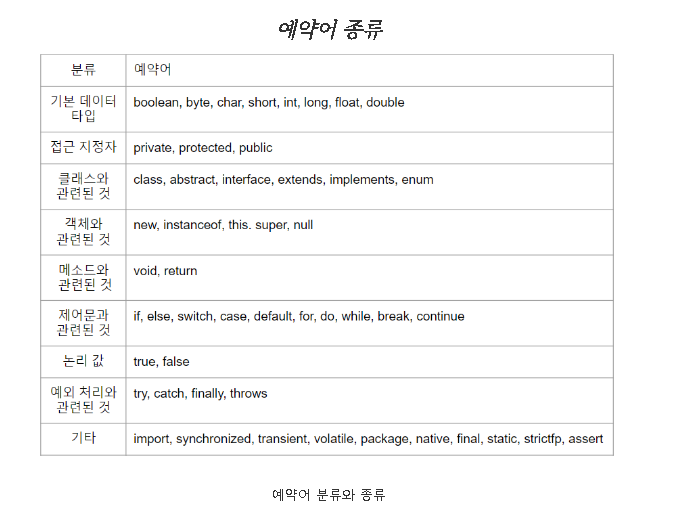 예약어 종류
분류 예약어
기본 데이터
타입
boolean, byte, char, short, int, long, float, double
접근 지정자 private, protected, public
클래스와
관련된 것
class, abstract, interface, extends, implements, enum
객체와
관련된 것
new, instanceof, this. super, null
메소드와
관련된 것
void, return
제어문과
관련된 것
if, else, switch, case, default, for, do, while, break, continue
논리 값 true, false
예외 처리와
관련된 것
try, catch, finally, throws
기타 import, synchronized, transient, volatile, package, native, final, static, strictfp, assert
예약어 분류와 종류